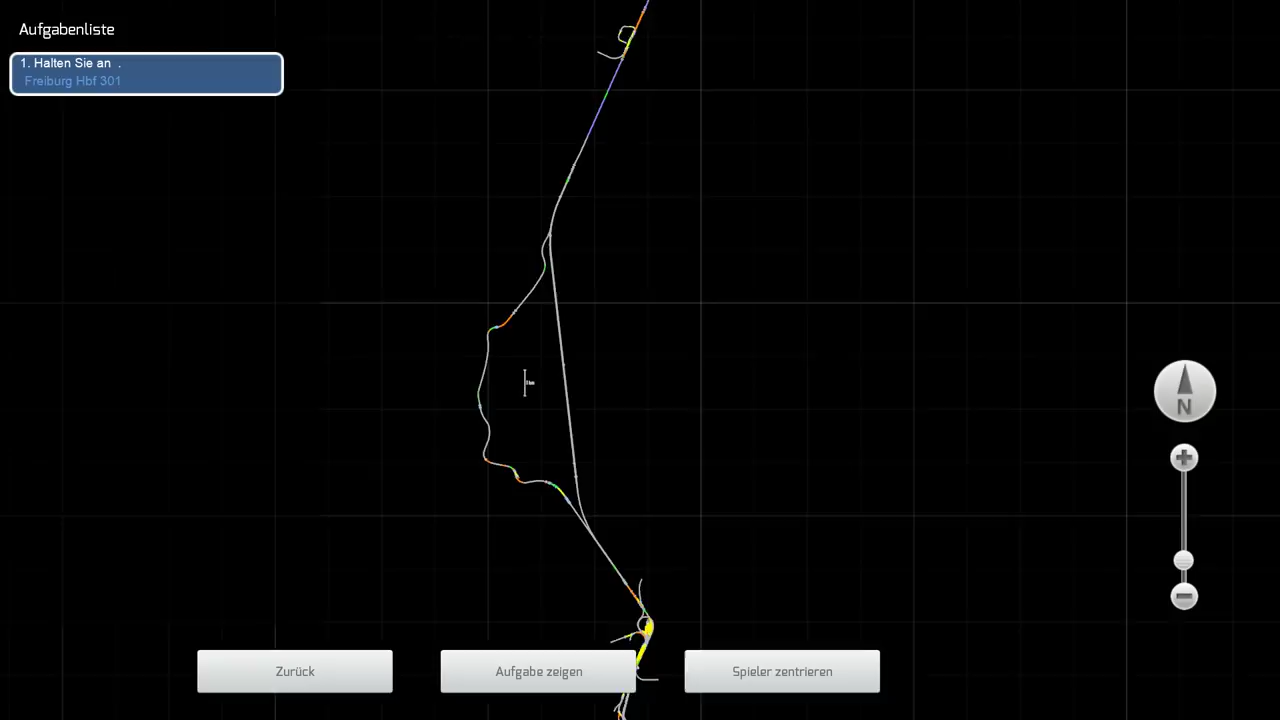 Aufgabenliste
1. Halten Sie an .
Freiburg Hbf 301
N
Zurück
Aufgabe zeigen
Spieler zentrieren